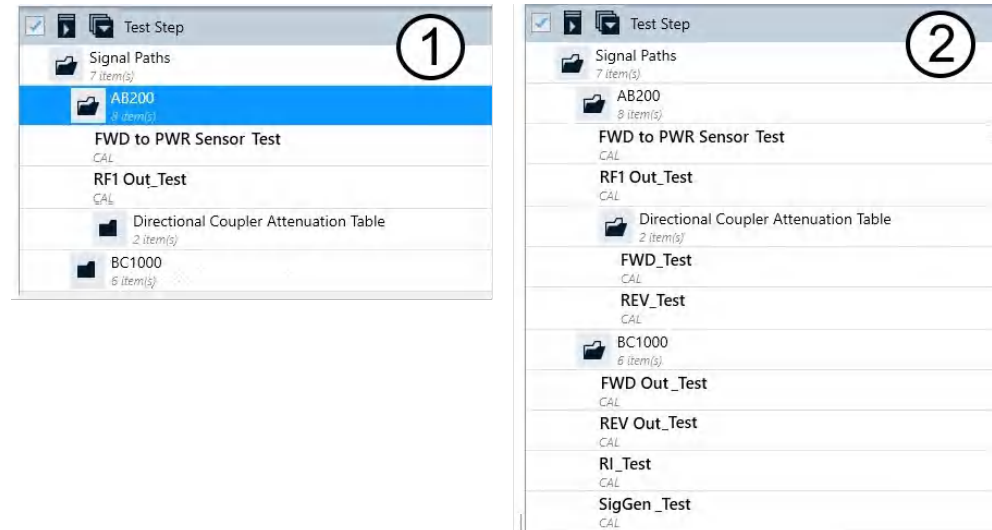 Test Step
1
Signal Paths
7 item(s)
AB200
8 item(s)
FWD to PWR Sensor Test
CAL
RF1 Out_Test
CAL
Directional Coupler Attenuation Table
2 item(s)
BC1000
6 item(s)
Test Step
2
Signal Paths
7 item(s)
AB200
8 item(s)
FWD to PWR Sensor Test
CAL
RF1 Out_Test
CAL
Directional Coupler Attenuation Table
2 item(s)
FWD_Test
CAL
REV_Test
CAL
BC1000
6 item(s)
FWD Out_Test
CAL
REV Out_Test
CAL
RI_Test
CAL
SigGen_Test
CAL